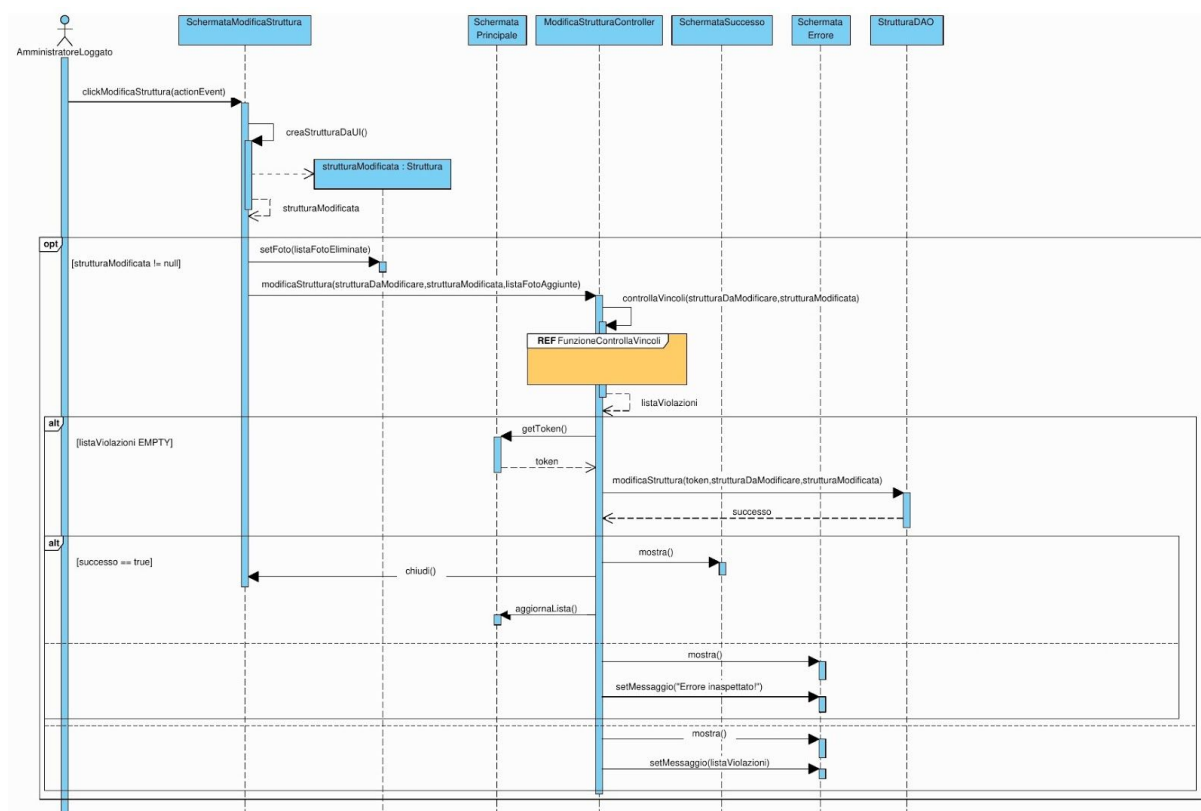 AmministratoreLoggato
SchermataModificaStruttura
Schermata
Principale
ModificaStrutturaController
SchermataSuccesso
Schermata
Errore
StrutturaDAO
clickModificaStruttura(actionEvent)
creaStrutturaDaUI()
strutturaModificata : Struttura
strutturaModificata
opt
[strutturaModificata != null]
setFoto(listaFotoEliminate)
modificaStruttura(strutturaDaModificare,strutturaModificata,listaFotoAggiunte)
controllaVincoli(strutturaDaModificare,strutturaModificata)
REF FunzioneControllaVincoli
listaViolazioni
alt
[listaViolazioni EMPTY]
getToken()
token
modificaStruttura(token,strutturaDaModificare,strutturaModificata)
successo
alt
[successo == true]
mostra()
chiudi()
aggiornaLista()
mostra()
setMessaggio("Errore inaspettato!")
mostra()
setMessaggio(listaViolazioni)